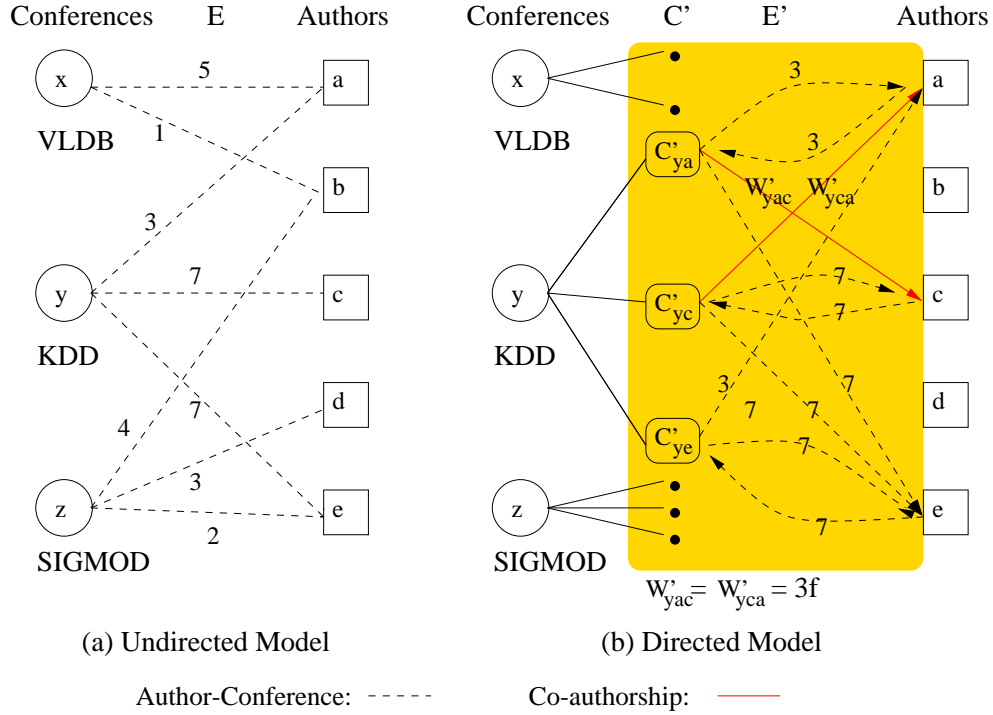 Conferences E Authors
x
5
a
VLDB
1
b
3
y
7
c
KDD
7
d
4
z
3
2
e
SIGMOD
(a) Undirected Model
Conferences C’ E’ Authors
x
3
a
VLDB
3
C'ya
W'yac W'yca
b
y
7
C'yc
7
c
KDD
3
7
7
7
d
C'ye
7
z
7
e
SIGMOD
W'yac = W'yca = 3f
(b) Directed Model
Author-Conference:
Co-authorship: